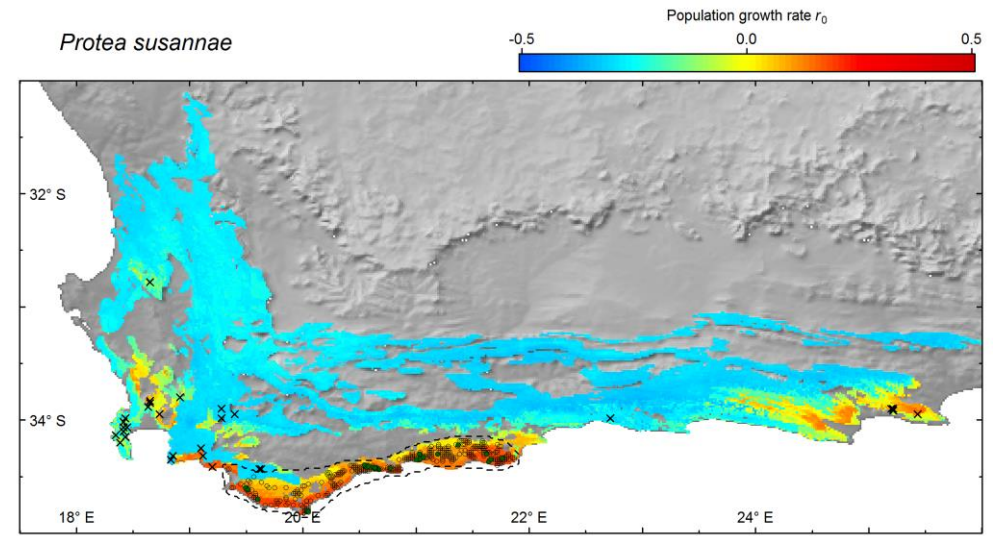 Population growth rate r₀
Protea susannae
-0.5 0.0 0.5
32° S
34° S
18° E 20° E 22° E 24° E